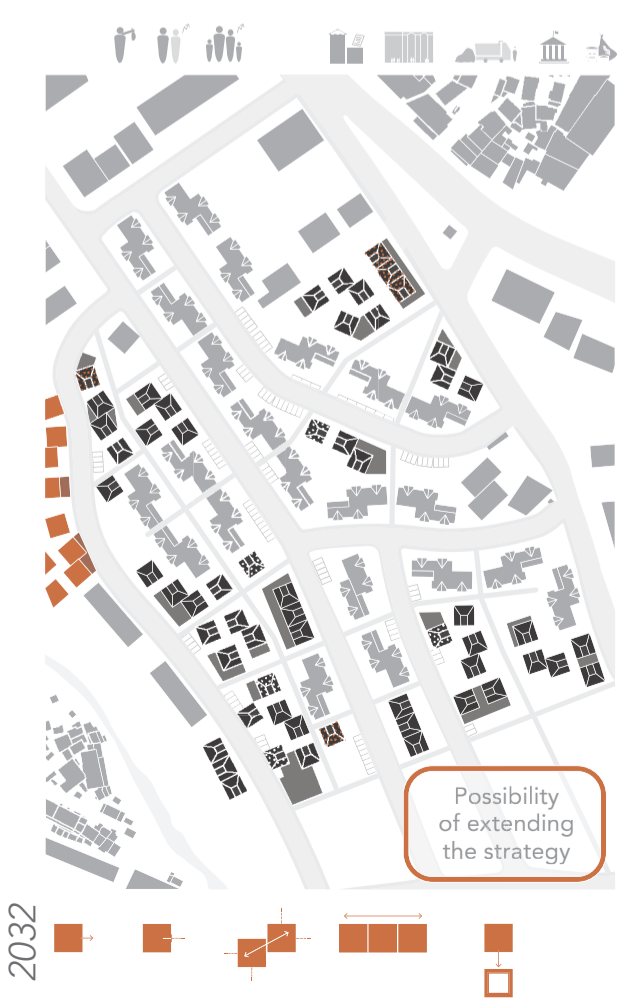 Possibility
of extending
the strategy
2032